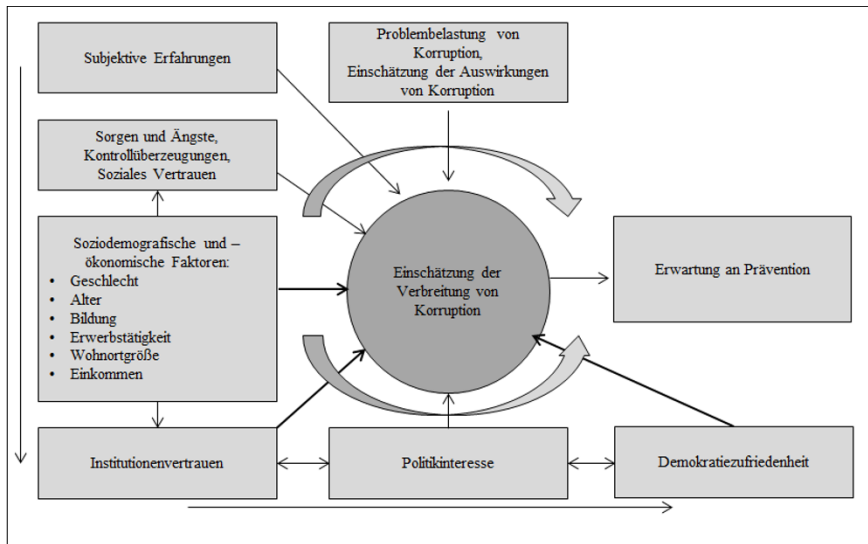 Subjektive Erfahrungen
Problembelastung von
Korruption,
Einschätzung der Auswirkungen
von Korruption
Sorgen und Ängste,
Kontrollüberzeugungen,
Soziales Vertrauen
Soziodemografische und –
ökonomische Faktoren:
• Geschlecht
• Alter
• Bildung
• Erwerbstätigkeit
• Wohnortgröße
• Einkommen
Einschätzung der
Verbreitung von
Korruption
Erwartung an Prävention
Institutionenvertrauen
Politikinteresse
Demokratiezufriedenheit